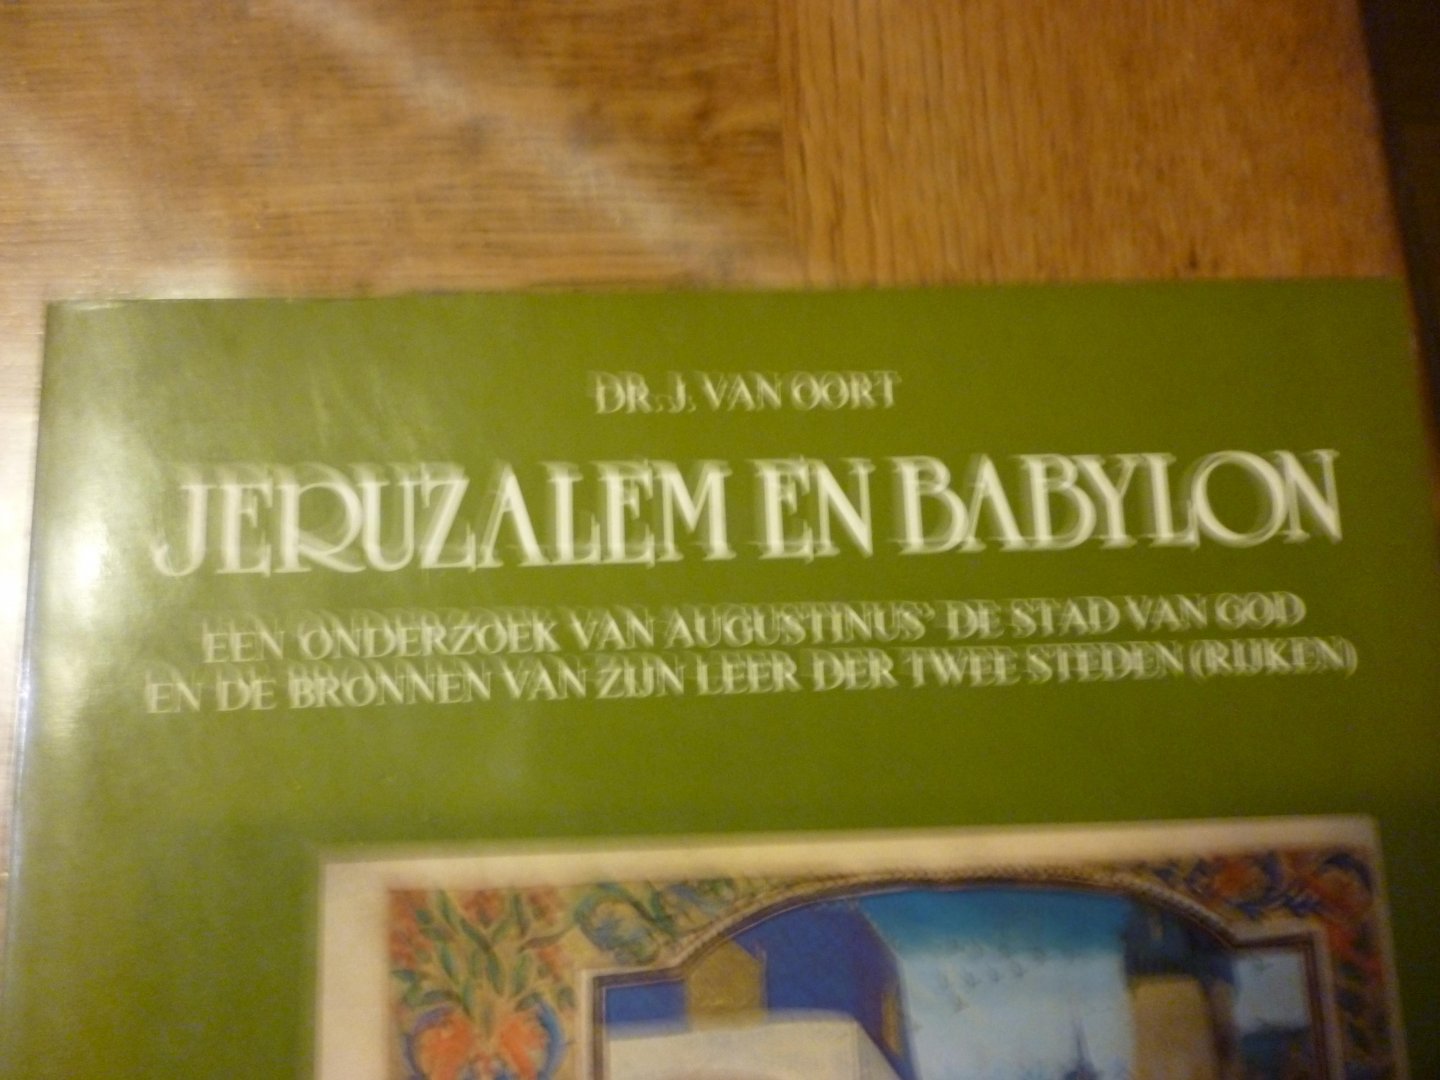 DR. J. VAN OORT
JERUZALEM EN BABYLON
EEN ONDERZOEK VAN AUGUSTINUS' DE STAD VAN GOD
EN DE BRONNEN VAN ZIJN LEER DER TWEE STEDEN (RIJKEN)